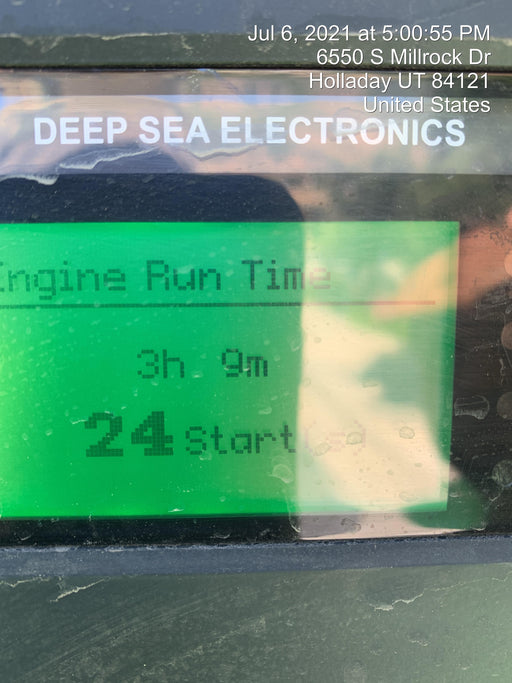 Jul 6, 2021 at 5:00:55 PM
6550 S Millrock Dr
Holladay UT 84121
United States
DEEP SEA ELECTRONICS
Engine Run Time
3h 9m
24 Start